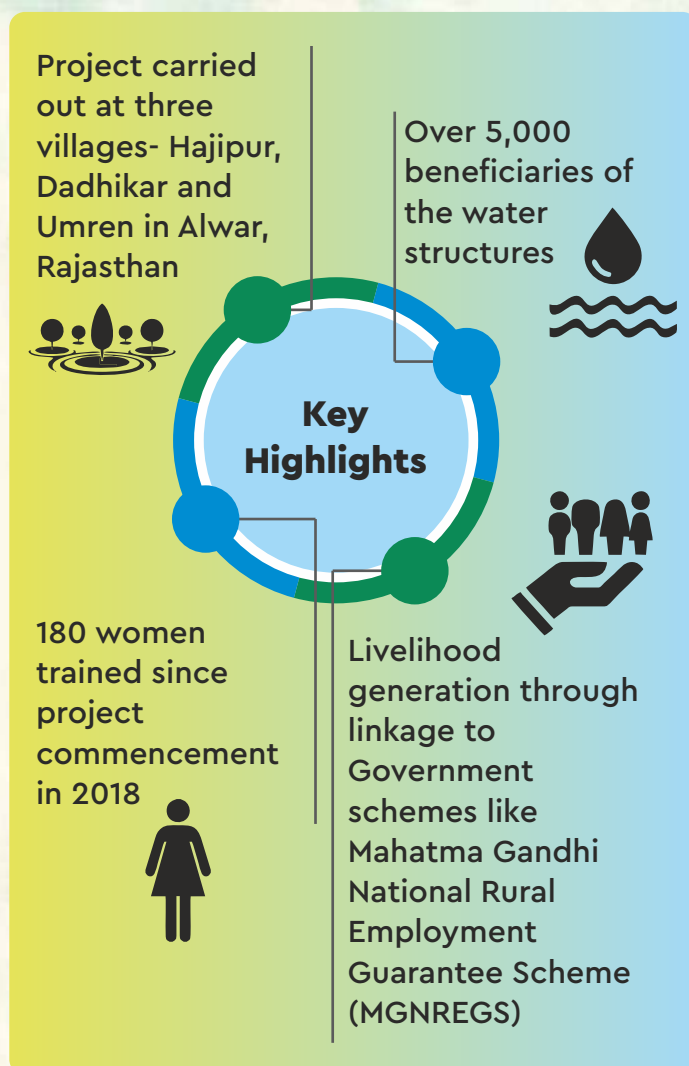 Project carried
out at three
villages- Hajipur,
Dadhikar and
Umren in Alwar,
Rajasthan
Over 5,000
beneficiaries of
the water
structures
Key
Highlights
180 women
trained since
project
commencement
in 2018
Livelihood
generation through
linkage to
Government
schemes like
Mahatma Gandhi
National Rural
Employment
Guarantee Scheme
(MGNREGS)